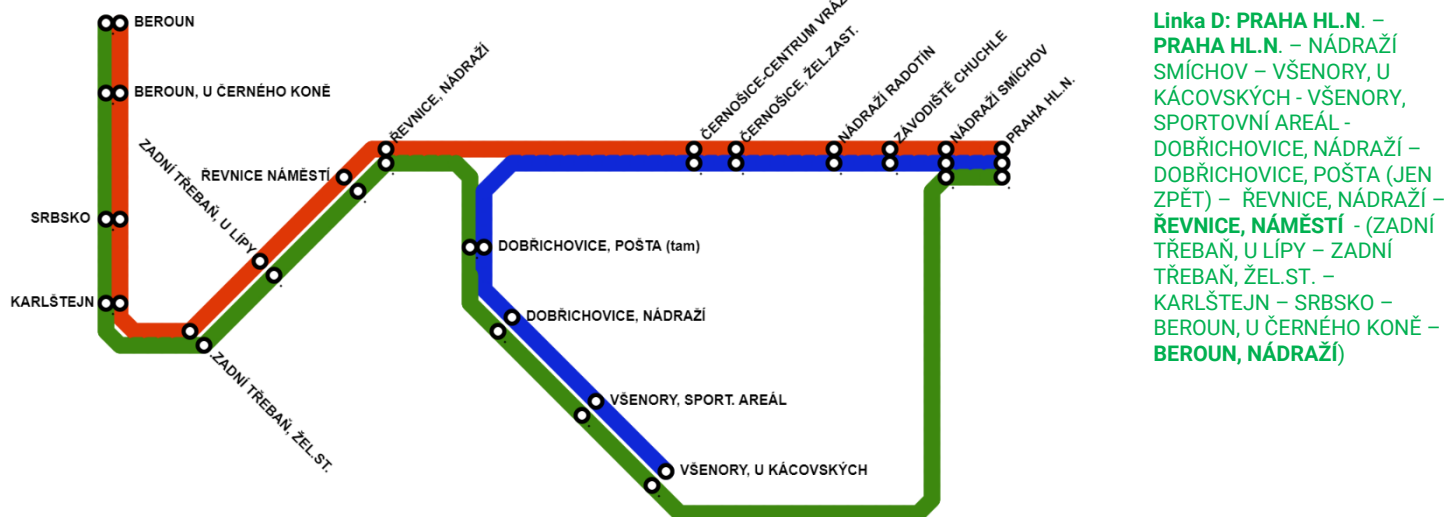 BEROUN
BEROUN, U ČERNÉHO KONĚ
SRBSKO
KARLŠTEJN
ZADNÍ TŘEBAŇ, ŽEL.ST.
ZADNÍ TŘEBAŇ, U LÍPY
ŘEVNICE NÁMĚSTÍ
ŘEVNICE, NÁDRAŽÍ
DOBŘICHOVICE, POŠTA (tam)
DOBŘICHOVICE, NÁDRAŽÍ
VŠENORY, SPORT. AREÁL
VŠENORY, U KÁCOVSKÝCH
ČERNOŠICE-CENTRUM VRÁŽ
ČERNOŠICE, ŽEL.ZAST.
NÁDRAŽÍ RADOTÍN
ZÁVODIŠTĚ CHUCHLE
NÁDRAŽÍ SMÍCHOV
PRAHA HL.N.
Linka D: PRAHA HL.N. –
PRAHA HL.N. – NÁDRAŽÍ
SMÍCHOV – VŠENORY, U
KÁCOVSKÝCH - VŠENORY,
SPORTOVNÍ AREÁL -
DOBŘICHOVICE, NÁDRAŽÍ –
DOBŘICHOVICE, POŠTA (JEN
ZPĚT) – ŘEVNICE, NÁDRAŽÍ –
ŘEVNICE, NÁMĚSTÍ - (ZADNÍ
TŘEBAŇ, U LÍPY – ZADNÍ
TŘEBAŇ, ŽEL.ST. –
KARLŠTEJN – SRBSKO –
BEROUN, U ČERNÉHO KONĚ –
BEROUN, NÁDRAŽÍ)